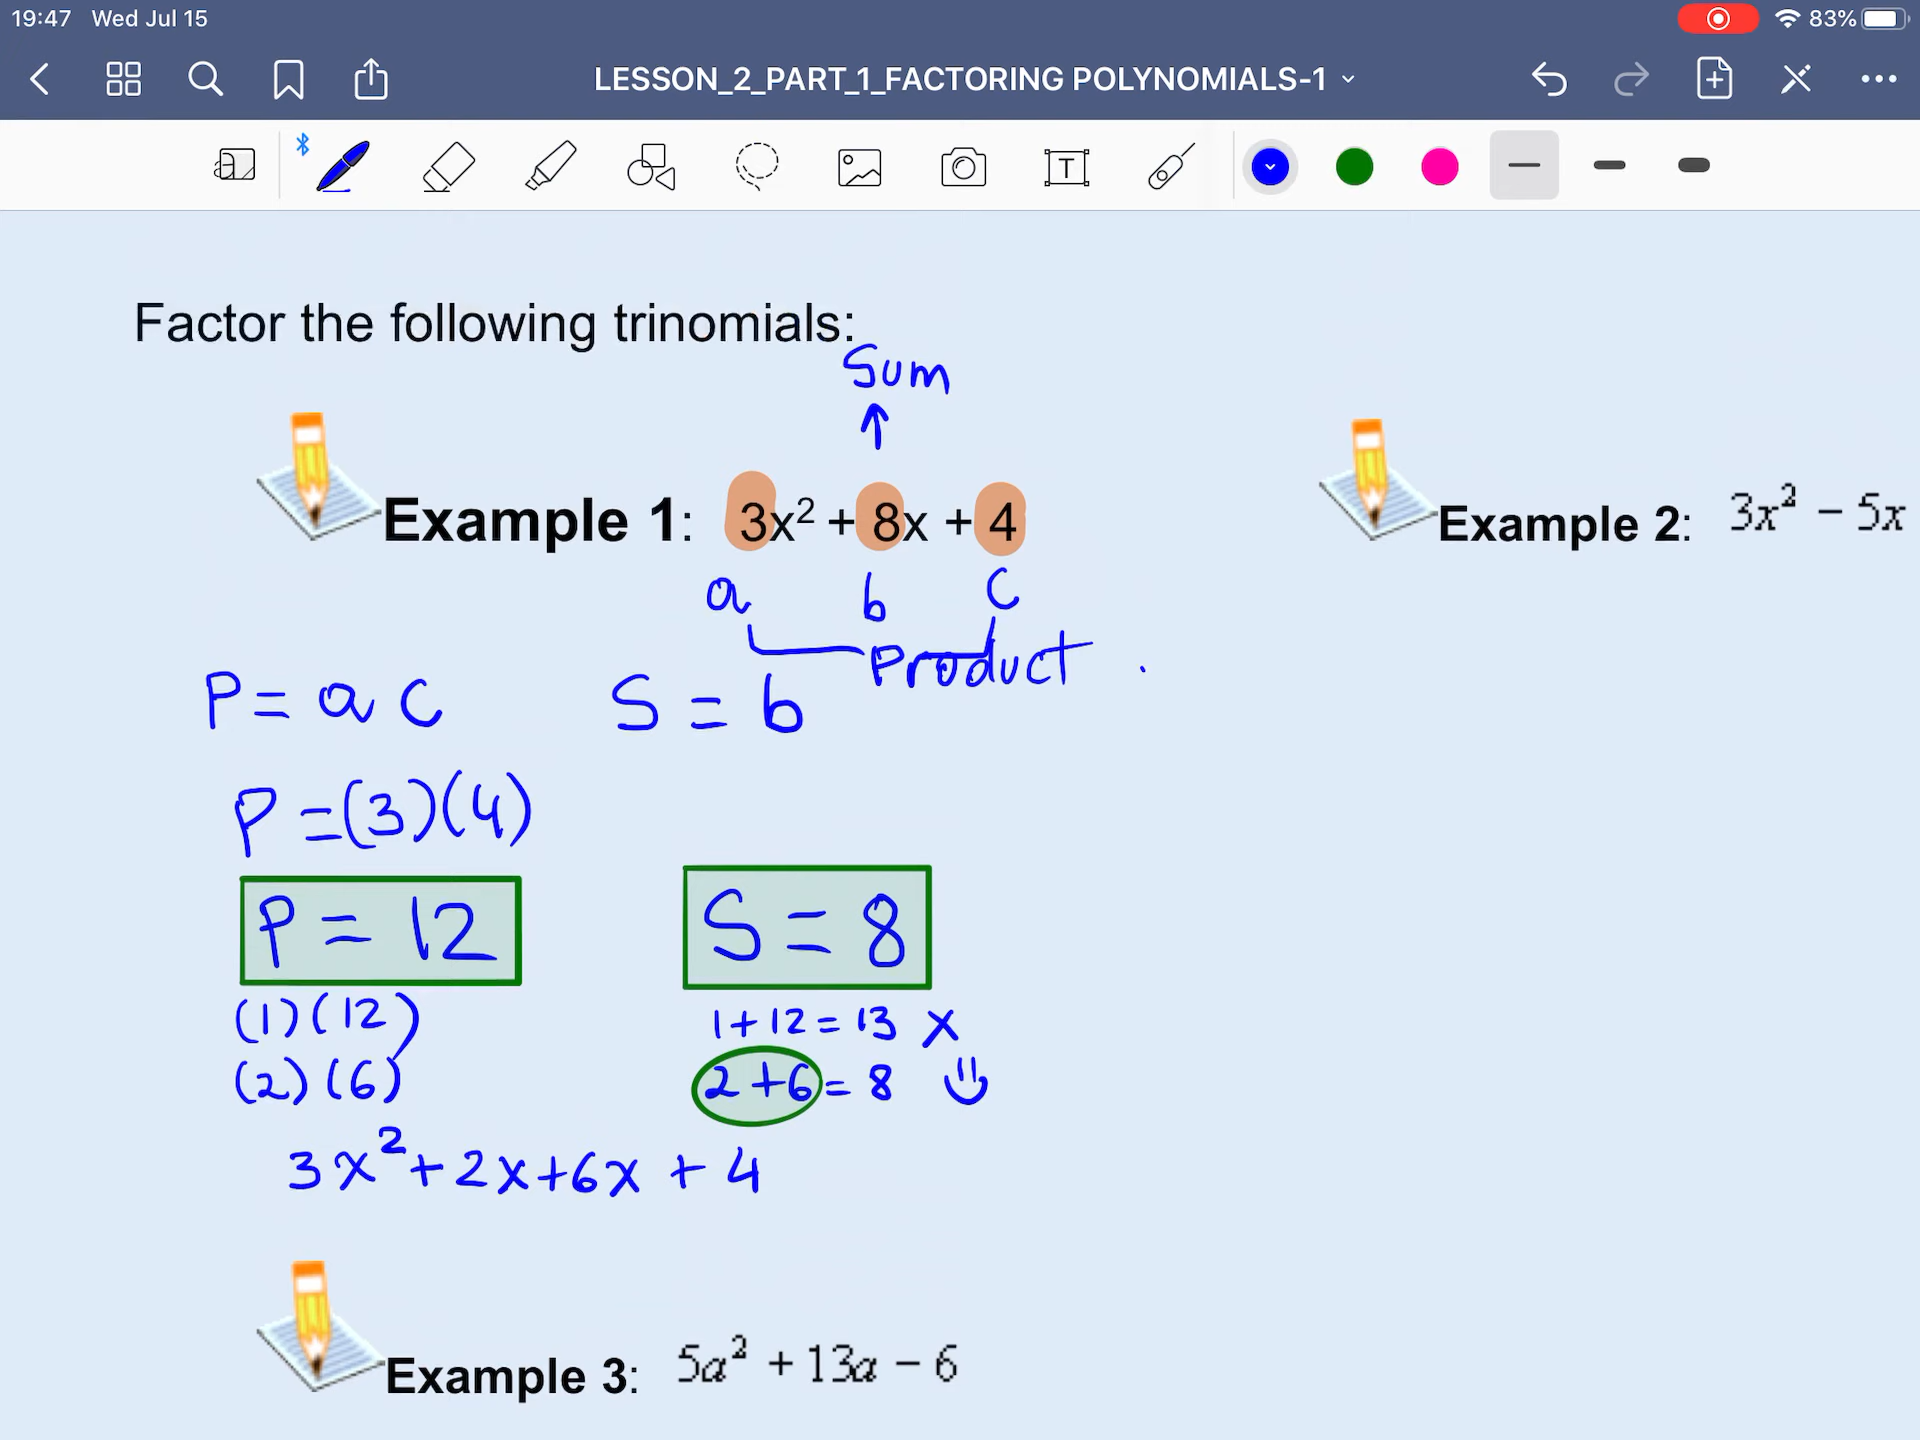 19:47 Wed Jul 15
83%
LESSON_2_PART_1_FACTORING POLYNOMIALS-1
a
T
Factor the following trinomials:
Sum
↑
Example 1: 3x² + 8x + 4
Example 2: 3x² − 5x
a b c
Product
P = a c
S = b
P = (3)(4)
P = 12
S = 8
(1)(12)
1 + 12 = 13 x
(2)(6)
2 + 6 = 8
3x² + 2x + 6x + 4
Example 3: 5a² + 13a − 6